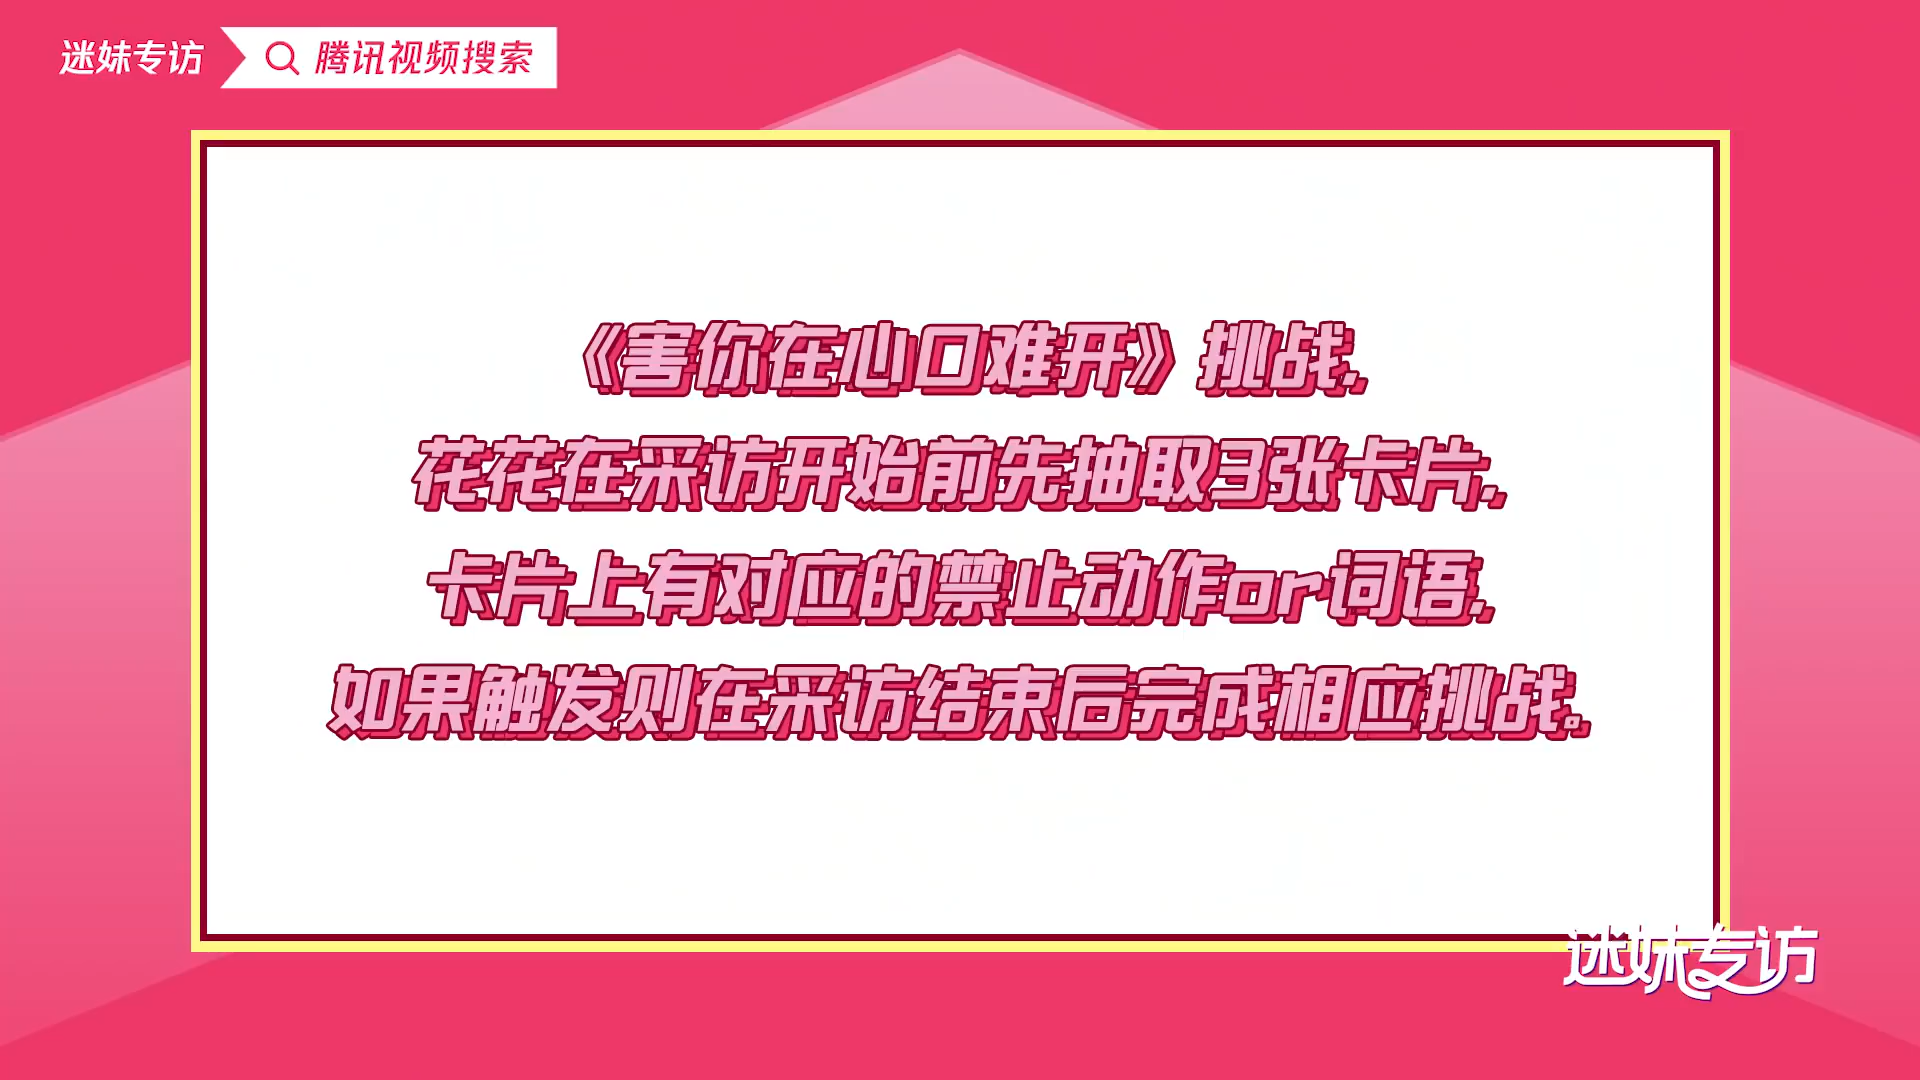 迷妹专访 腾讯视频搜索
《害你在心口难开》挑战.
花花在采访开始前先抽取3张卡片.
卡片上有对应的禁止动作or词语.
如果触发则在采访结束后完成相应挑战。
迷妹专访